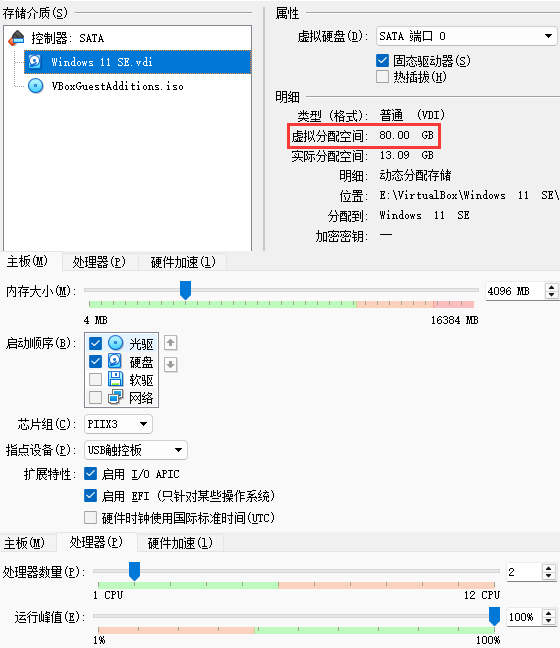 存储介质(S)
控制器: SATA
Windows 11 SE.vdi
VBoxGuestAdditions.iso
属性
虚拟硬盘(D): SATA 端口 0
固态驱动器(S)
热插拔(H)
明细
类型 (格式): 普通 (VDI)
虚拟分配空间: 80.00 GB
实际分配空间: 13.09 GB
明细: 动态分配存储
位置: E:\VirtualBox\Windows 11 SE\
分配到: Windows 11 SE
加密密钥: —
主板(M) 处理器(P) 硬件加速(l)
内存大小(M): 4096 MB
4 MB 16384 MB
启动顺序(B): 光驱
硬盘
软驱
网络
芯片组(C): PIIX3
指点设备(P): USB触控板
扩展特性: 启用 I/O APIC
启用 EFI (只针对某些操作系统)
硬件时钟使用国际标准时间(UTC)
主板(M) 处理器(P) 硬件加速(l)
处理器数量(P): 2
1 CPU 12 CPU
运行峰值(E): 100%
1% 100%